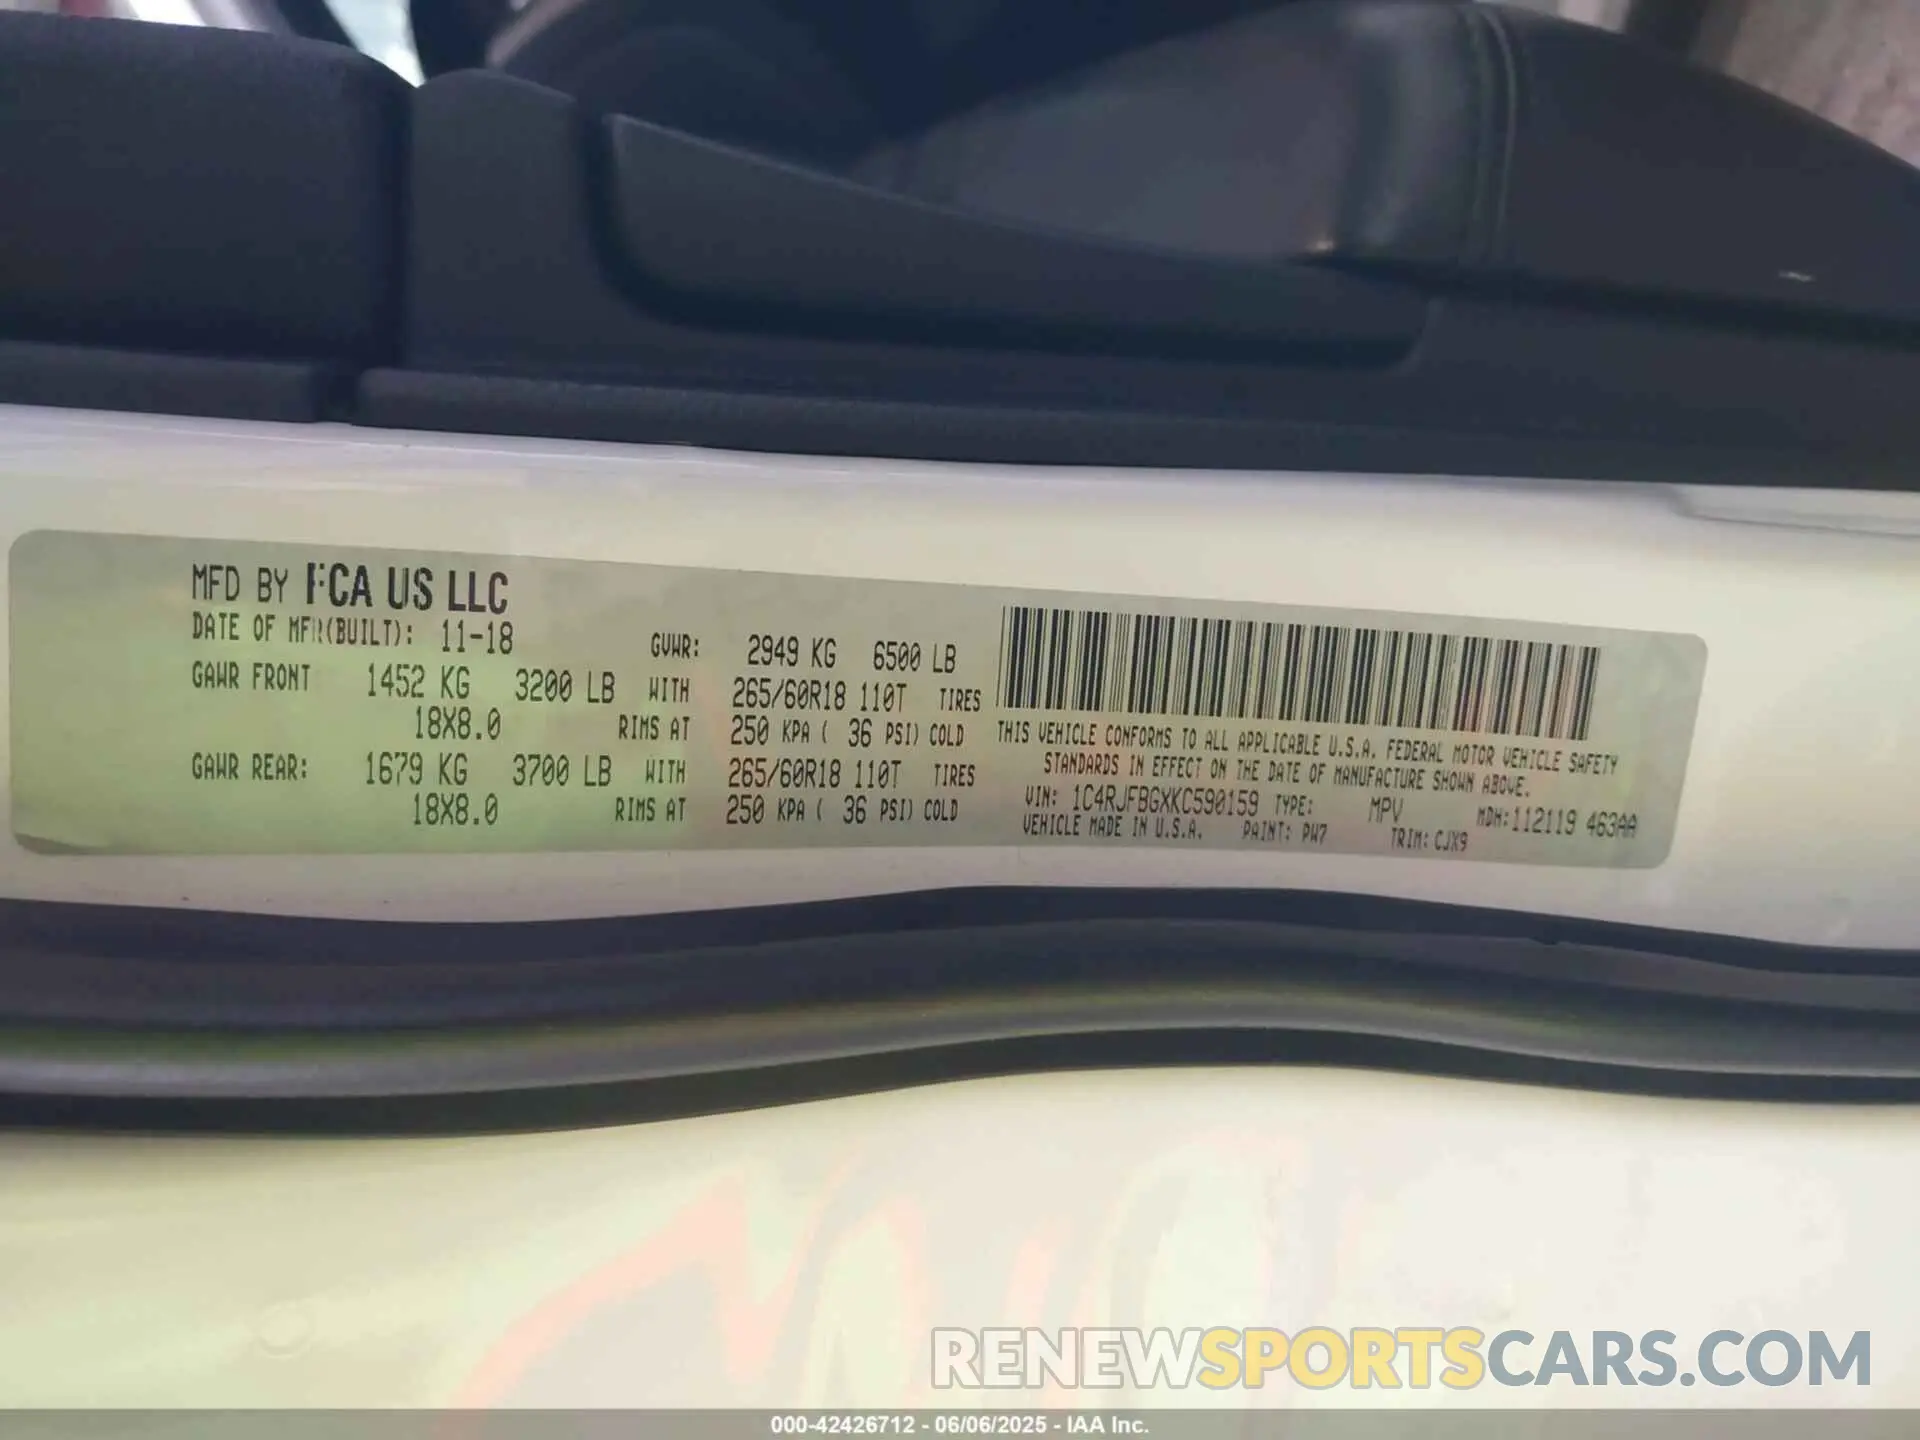 MFD BY FCA US LLC
DATE OF MFR(BUILT): 11-18 GVWR: 2949 KG 6500 LB
GAWR FRONT 1452 KG 3200 LB WITH 265/60R18 110T TIRES
18X8.0 RIMS AT 250 KPA ( 36 PSI) COLD
GAWR REAR: 1679 KG 3700 LB WITH 265/60R18 110T TIRES
18X8.0 RIMS AT 250 KPA ( 36 PSI) COLD
THIS VEHICLE CONFORMS TO ALL APPLICABLE U.S.A. FEDERAL MOTOR VEHICLE SAFETY
STANDARDS IN EFFECT ON THE DATE OF MANUFACTURE SHOWN ABOVE.
VIN: 1C4RJFBGXKC590159 TYPE: MPV MDH:112119 463AA
VEHICLE MADE IN U.S.A. PAINT: PW7 TRIM: CJX9
RENEWSPORTSCARS.COM
000-42426712 - 06/06/2025 - IAA Inc.